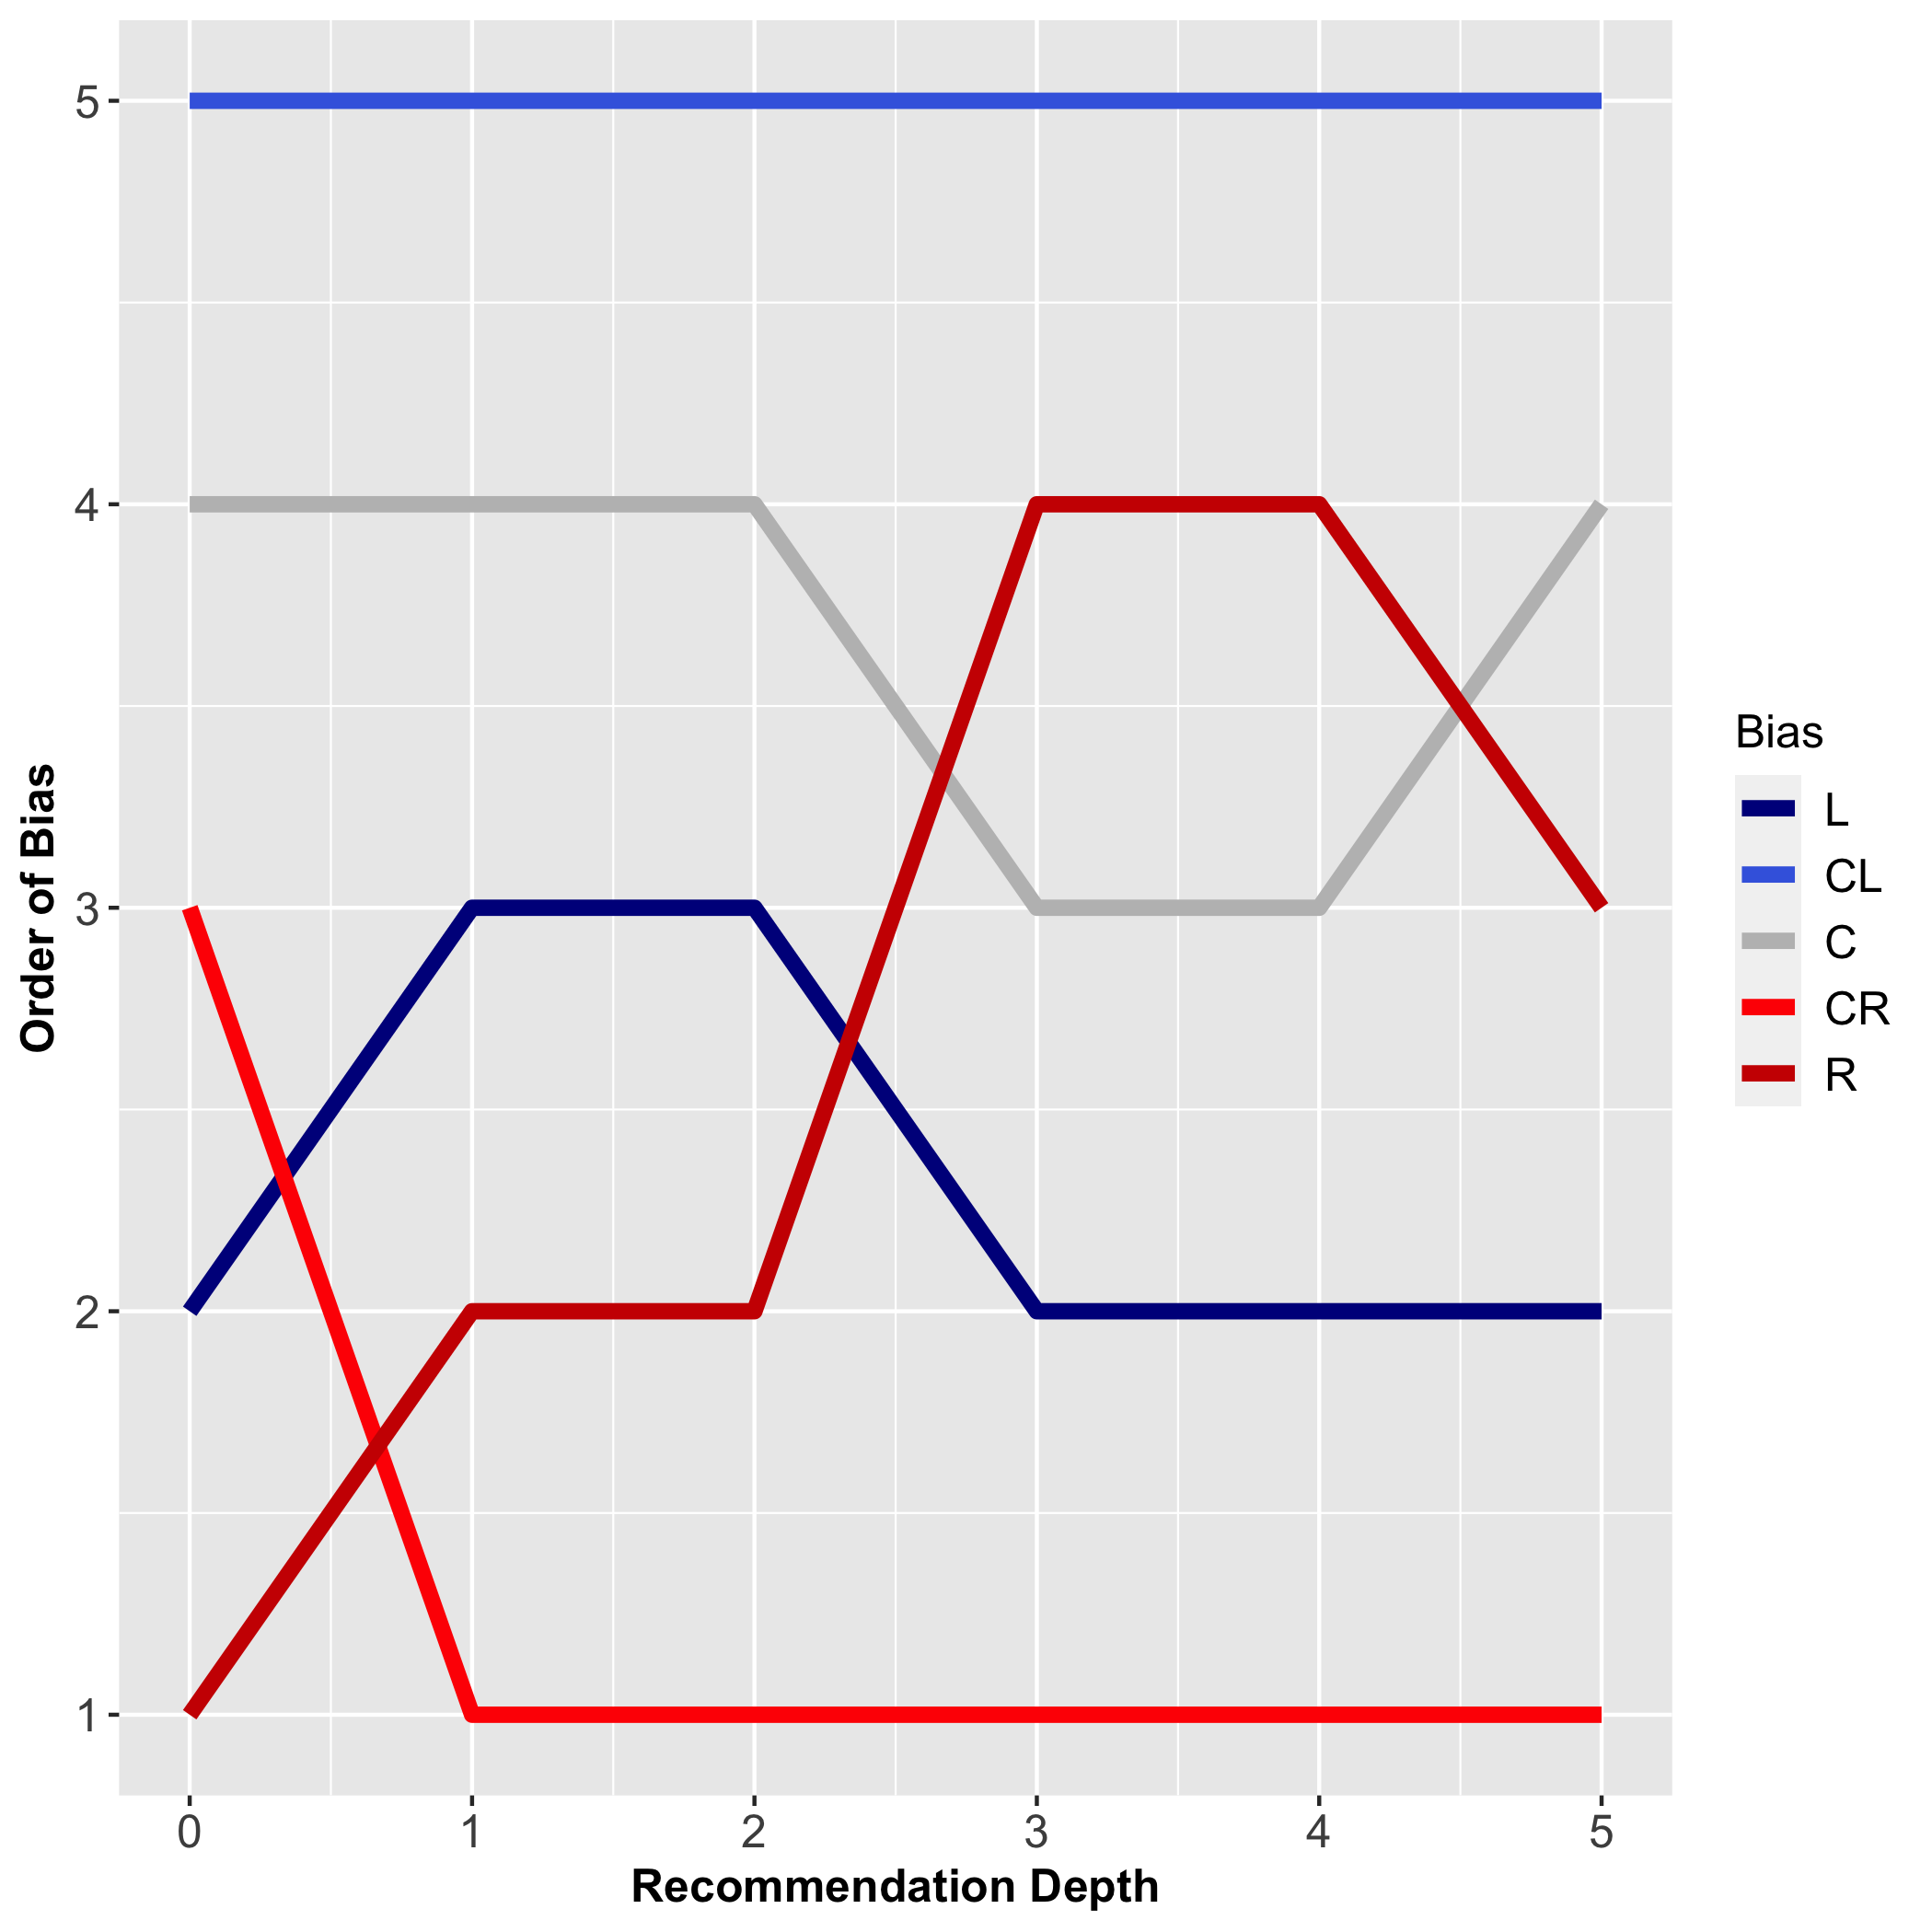 5
4
3
2
1
Order of Bias
0 1 2 3 4 5
Recommendation Depth
Bias
L
CL
C
CR
R